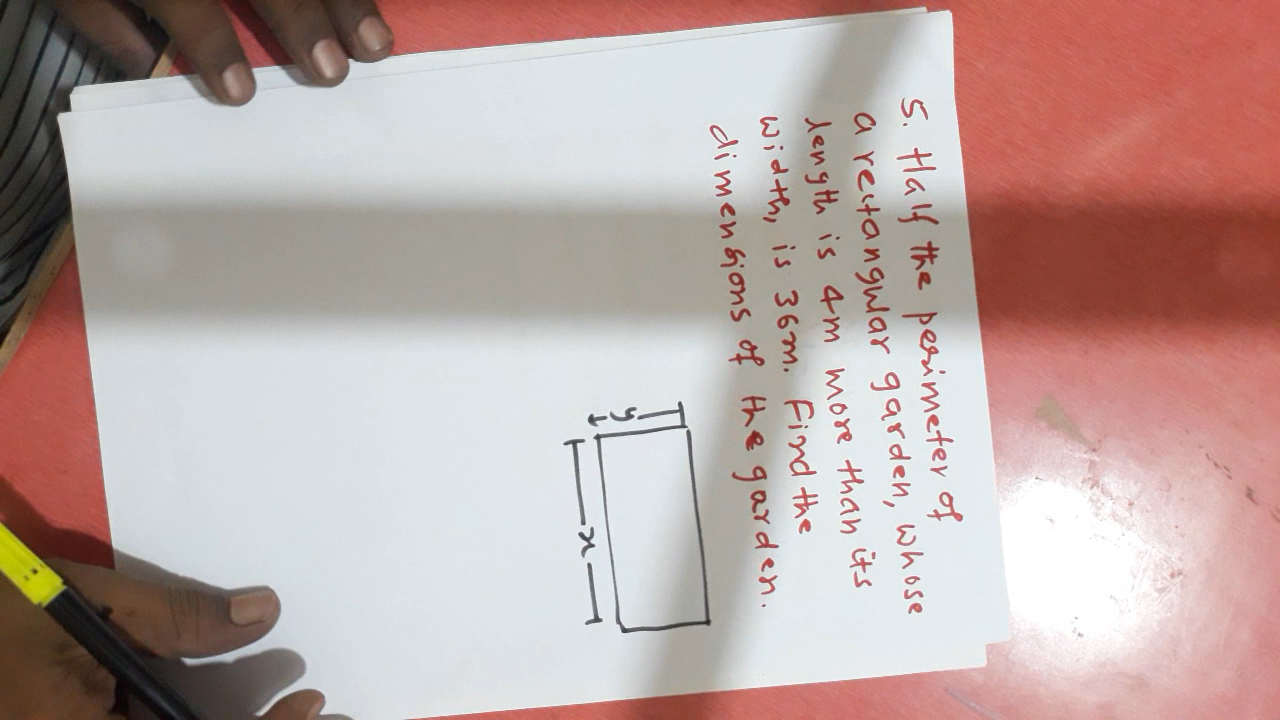 5. Half the perimeter of
a rectangular garden, whose
length is 4m more than its
width, is 36m. Find the
dimensions of the garden.
y
x